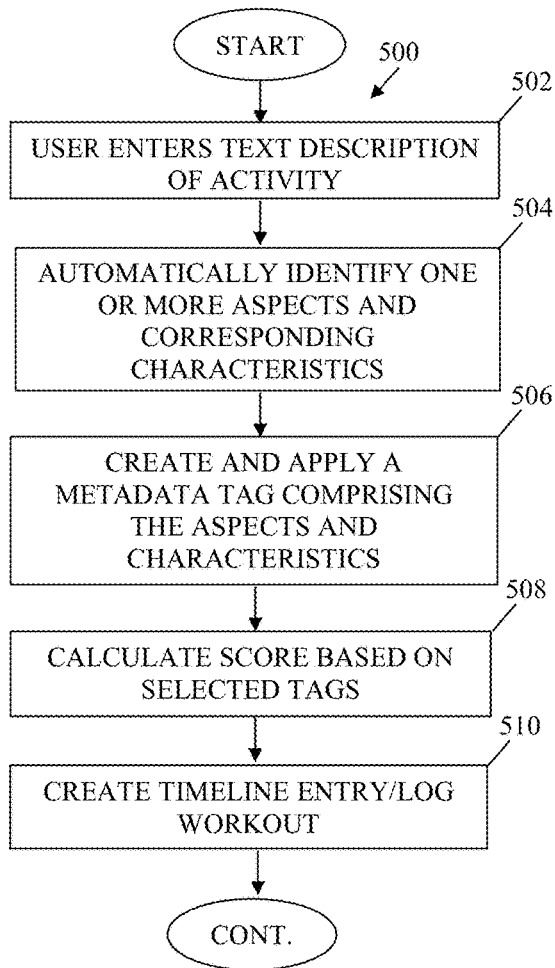 START
500
502
USER ENTERS TEXT DESCRIPTION
OF ACTIVITY
504
AUTOMATICALLY IDENTIFY ONE
OR MORE ASPECTS AND
CORRESPONDING
CHARACTERISTICS
506
CREATE AND APPLY A
METADATA TAG COMPRISING
THE ASPECTS AND
CHARACTERISTICS
508
CALCULATE SCORE BASED ON
SELECTED TAGS
510
CREATE TIMELINE ENTRY/LOG
WORKOUT
CONT.